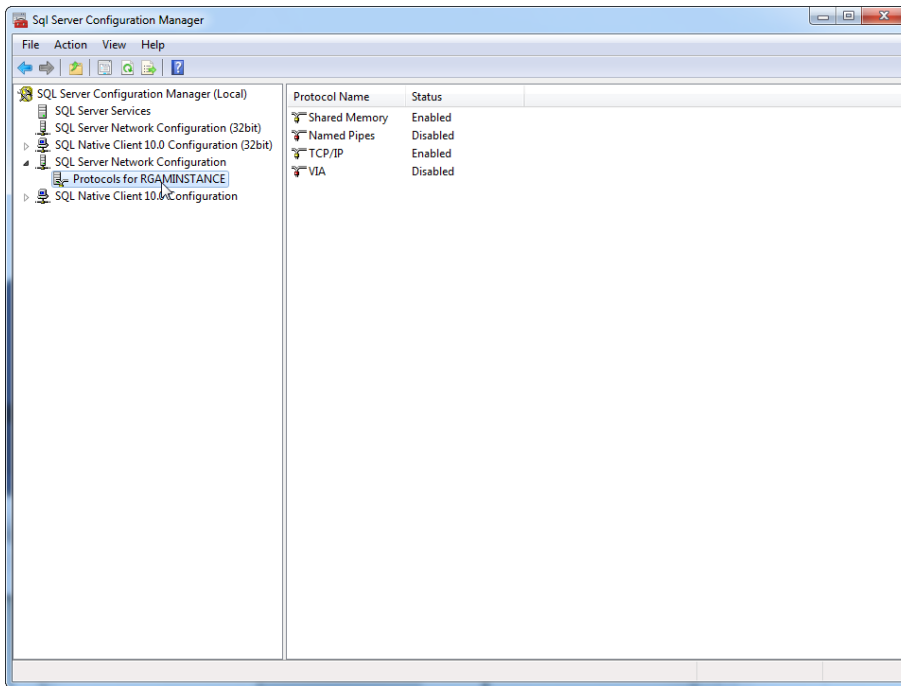 Sql Server Configuration Manager
File Action View Help
SQL Server Configuration Manager (Local)
SQL Server Services
SQL Server Network Configuration (32bit)
SQL Native Client 10.0 Configuration (32bit)
SQL Server Network Configuration
Protocols for RGAMINSTANCE
SQL Native Client 10.0 Configuration
Protocol Name Status
Shared Memory Enabled
Named Pipes Disabled
TCP/IP Enabled
VIA Disabled